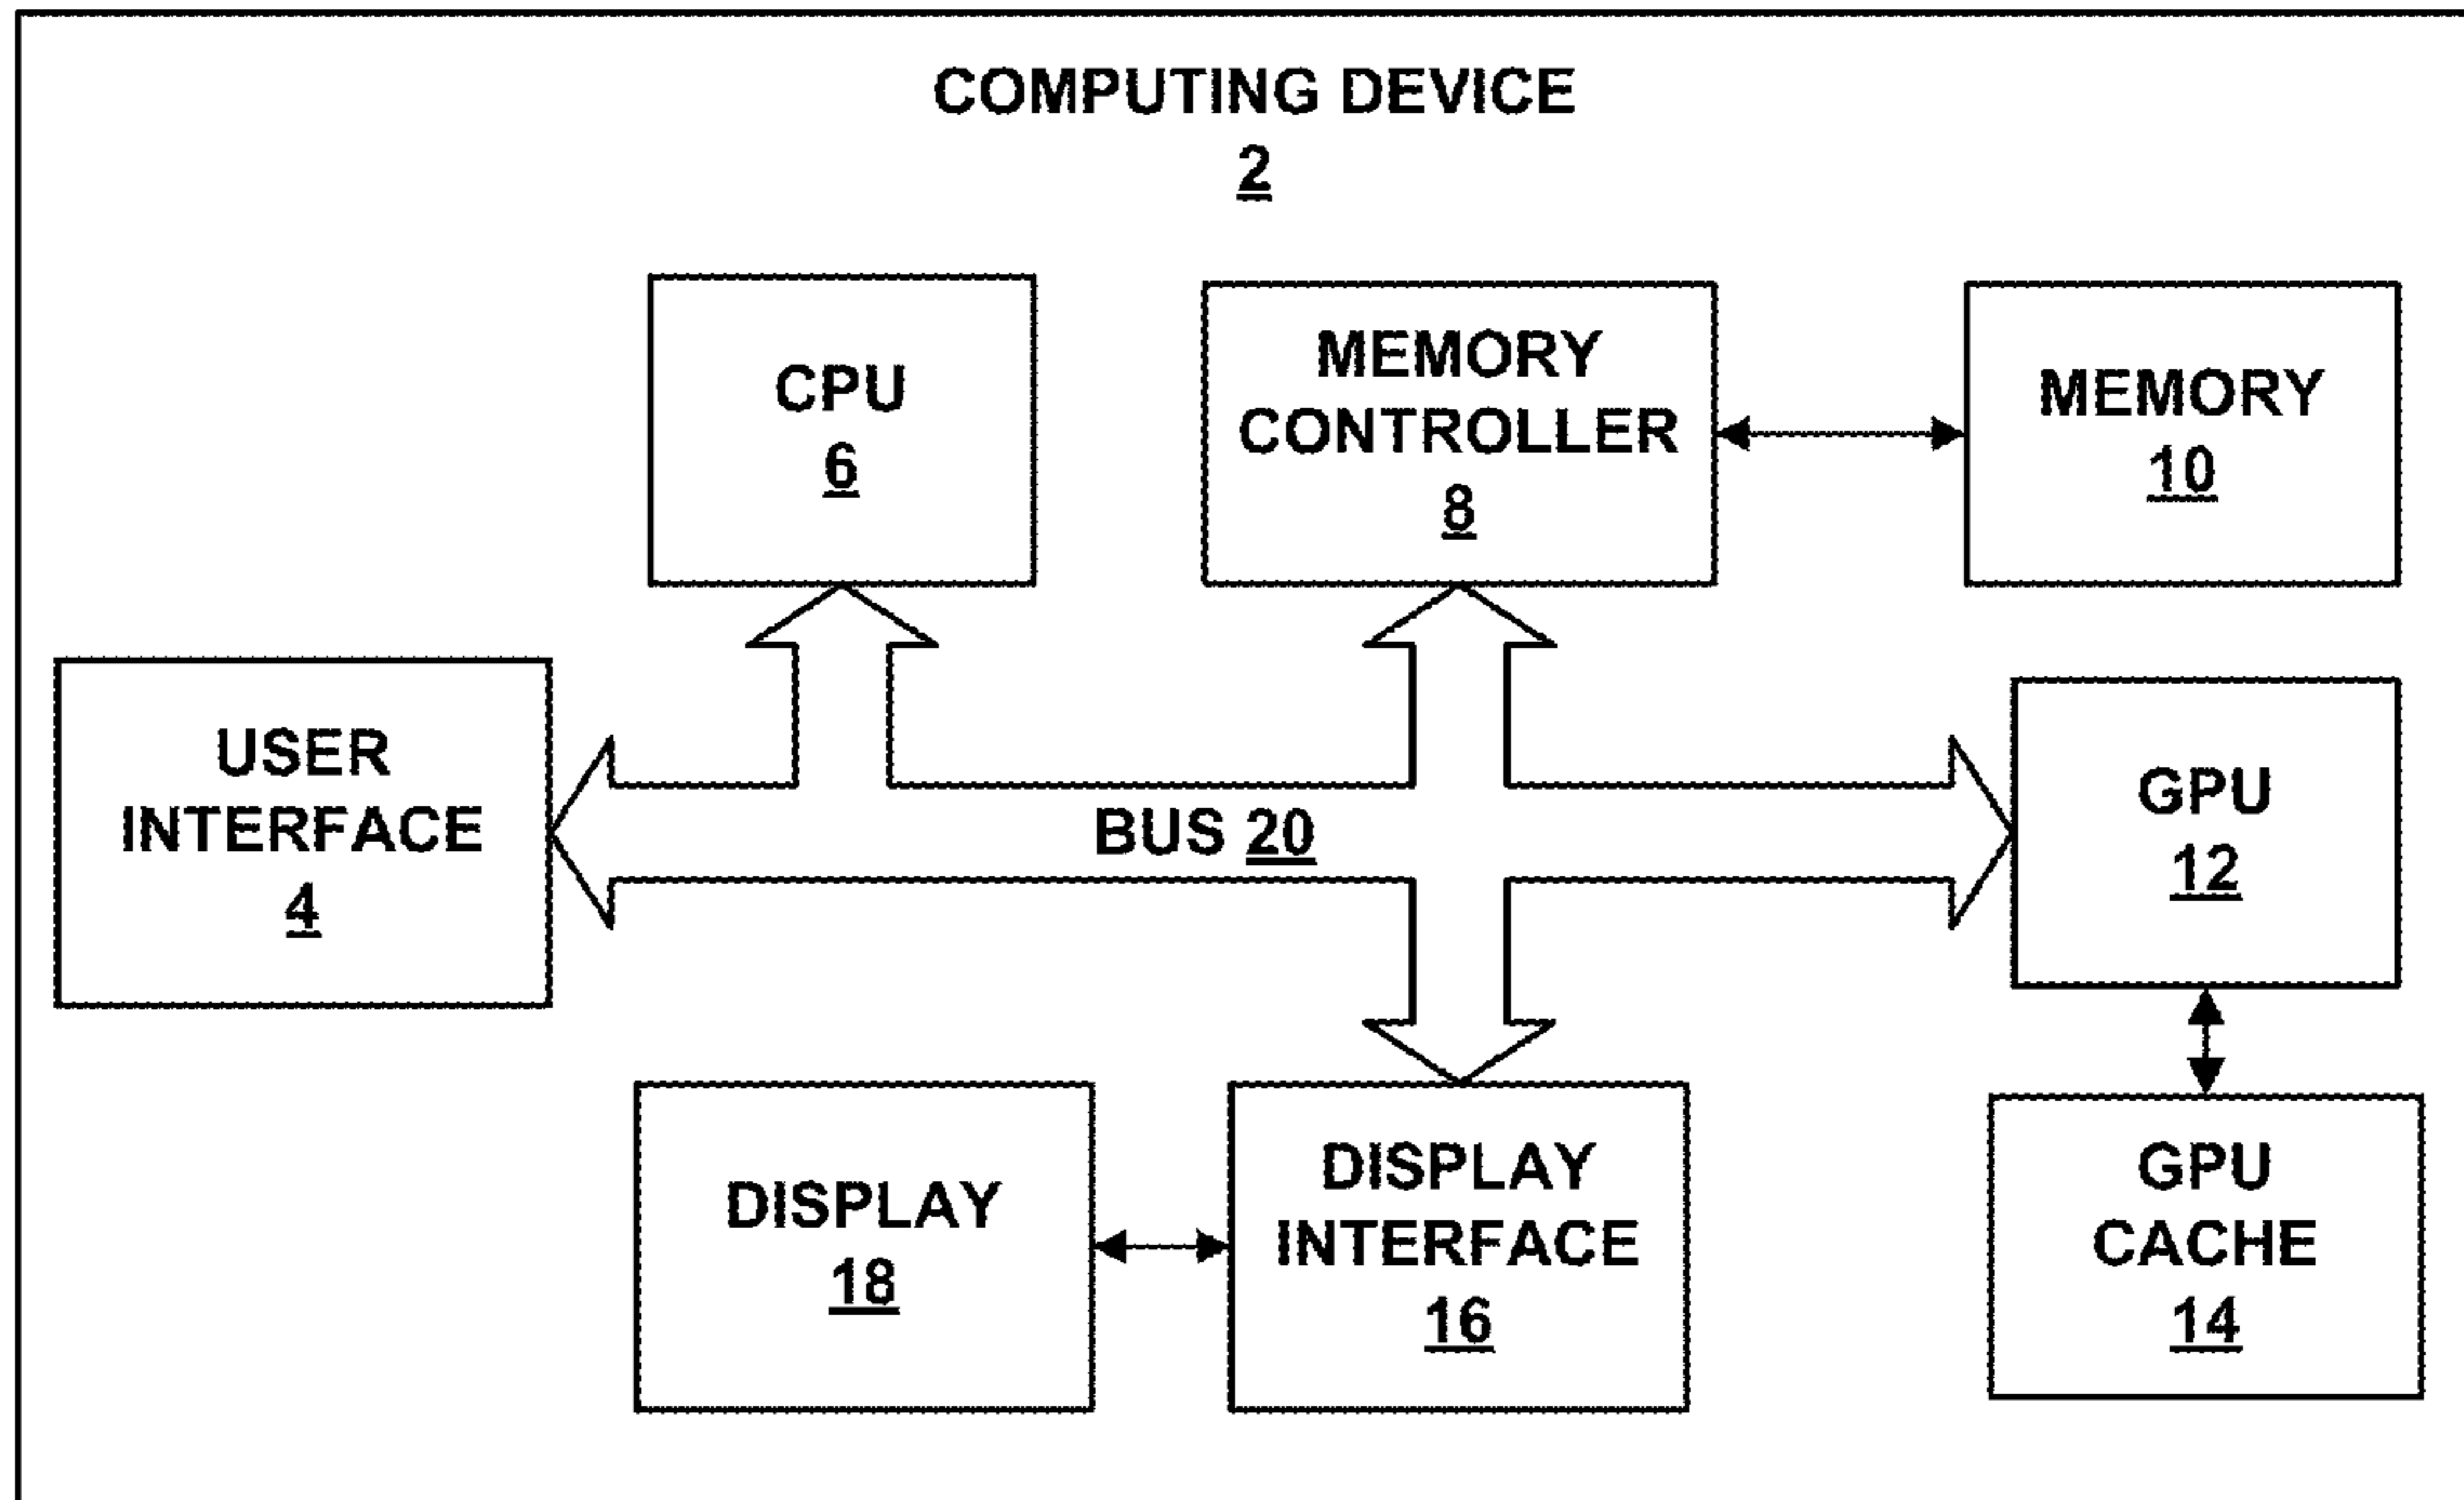 COMPUTING DEVICE
2
CPU
6
MEMORY
CONTROLLER
8
MEMORY
10
USER
INTERFACE
4
BUS 20
GPU
12
DISPLAY
18
DISPLAY
INTERFACE
16
GPU
CACHE
14